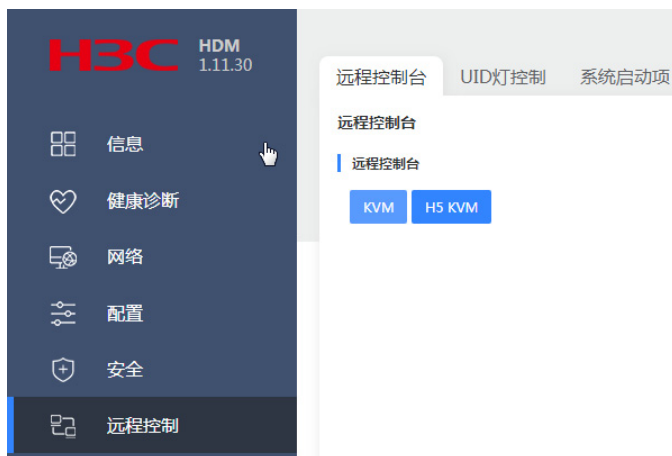 H3C HDM
1.11.30
信息
健康诊断
网络
配置
安全
远程控制
远程控制台 UID灯控制 系统启动项
远程控制台
远程控制台
KVM H5 KVM